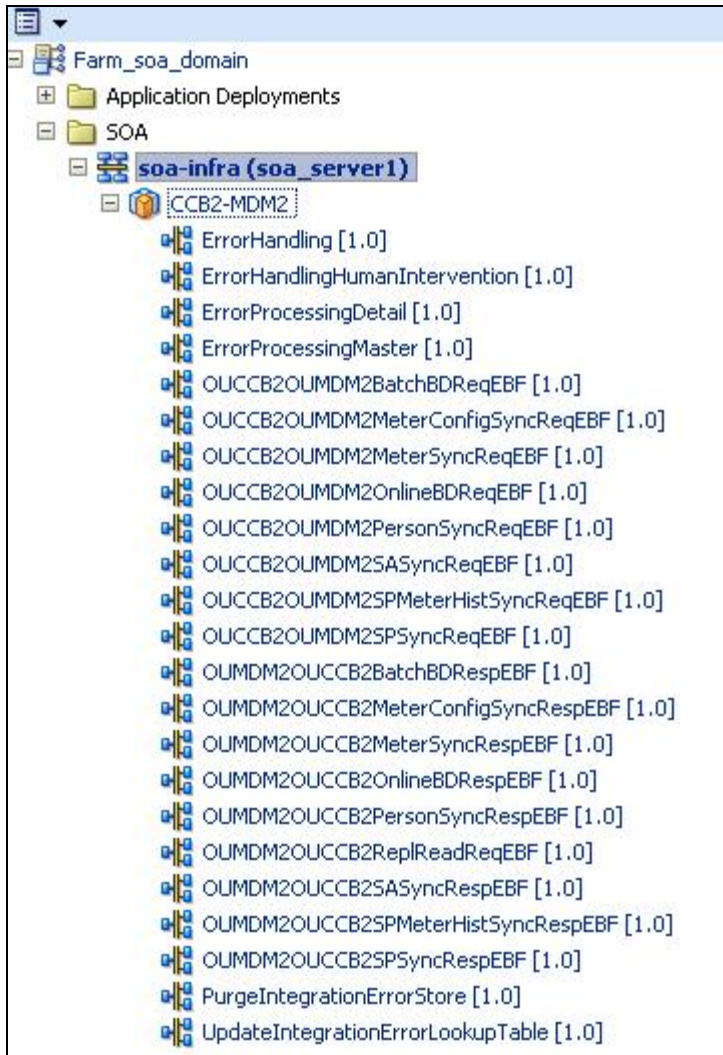 Farm_soa_domain
Application Deployments
SOA
soa-infra (soa_server1)
CCB2-MDM2
ErrorHandling [1.0]
ErrorHandlingHumanIntervention [1.0]
ErrorProcessingDetail [1.0]
ErrorProcessingMaster [1.0]
OUCCB2OUMDM2BatchBDReqEBF [1.0]
OUCCB2OUMDM2MeterConfigSyncReqEBF [1.0]
OUCCB2OUMDM2MeterSyncReqEBF [1.0]
OUCCB2OUMDM2OnlineBDReqEBF [1.0]
OUCCB2OUMDM2PersonSyncReqEBF [1.0]
OUCCB2OUMDM2SASyncReqEBF [1.0]
OUCCB2OUMDM2SPMeterHistSyncReqEBF [1.0]
OUCCB2OUMDM2SPSyncReqEBF [1.0]
OUMDM2OUCCB2BatchBDRespEBF [1.0]
OUMDM2OUCCB2MeterConfigSyncRespEBF [1.0]
OUMDM2OUCCB2MeterSyncRespEBF [1.0]
OUMDM2OUCCB2OnlineBDRespEBF [1.0]
OUMDM2OUCCB2PersonSyncRespEBF [1.0]
OUMDM2OUCCB2ReplReadReqEBF [1.0]
OUMDM2OUCCB2SASyncRespEBF [1.0]
OUMDM2OUCCB2SPMeterHistSyncRespEBF [1.0]
OUMDM2OUCCB2SPSyncRespEBF [1.0]
PurgeIntegrationErrorStore [1.0]
UpdateIntegrationErrorLookupTable [1.0]